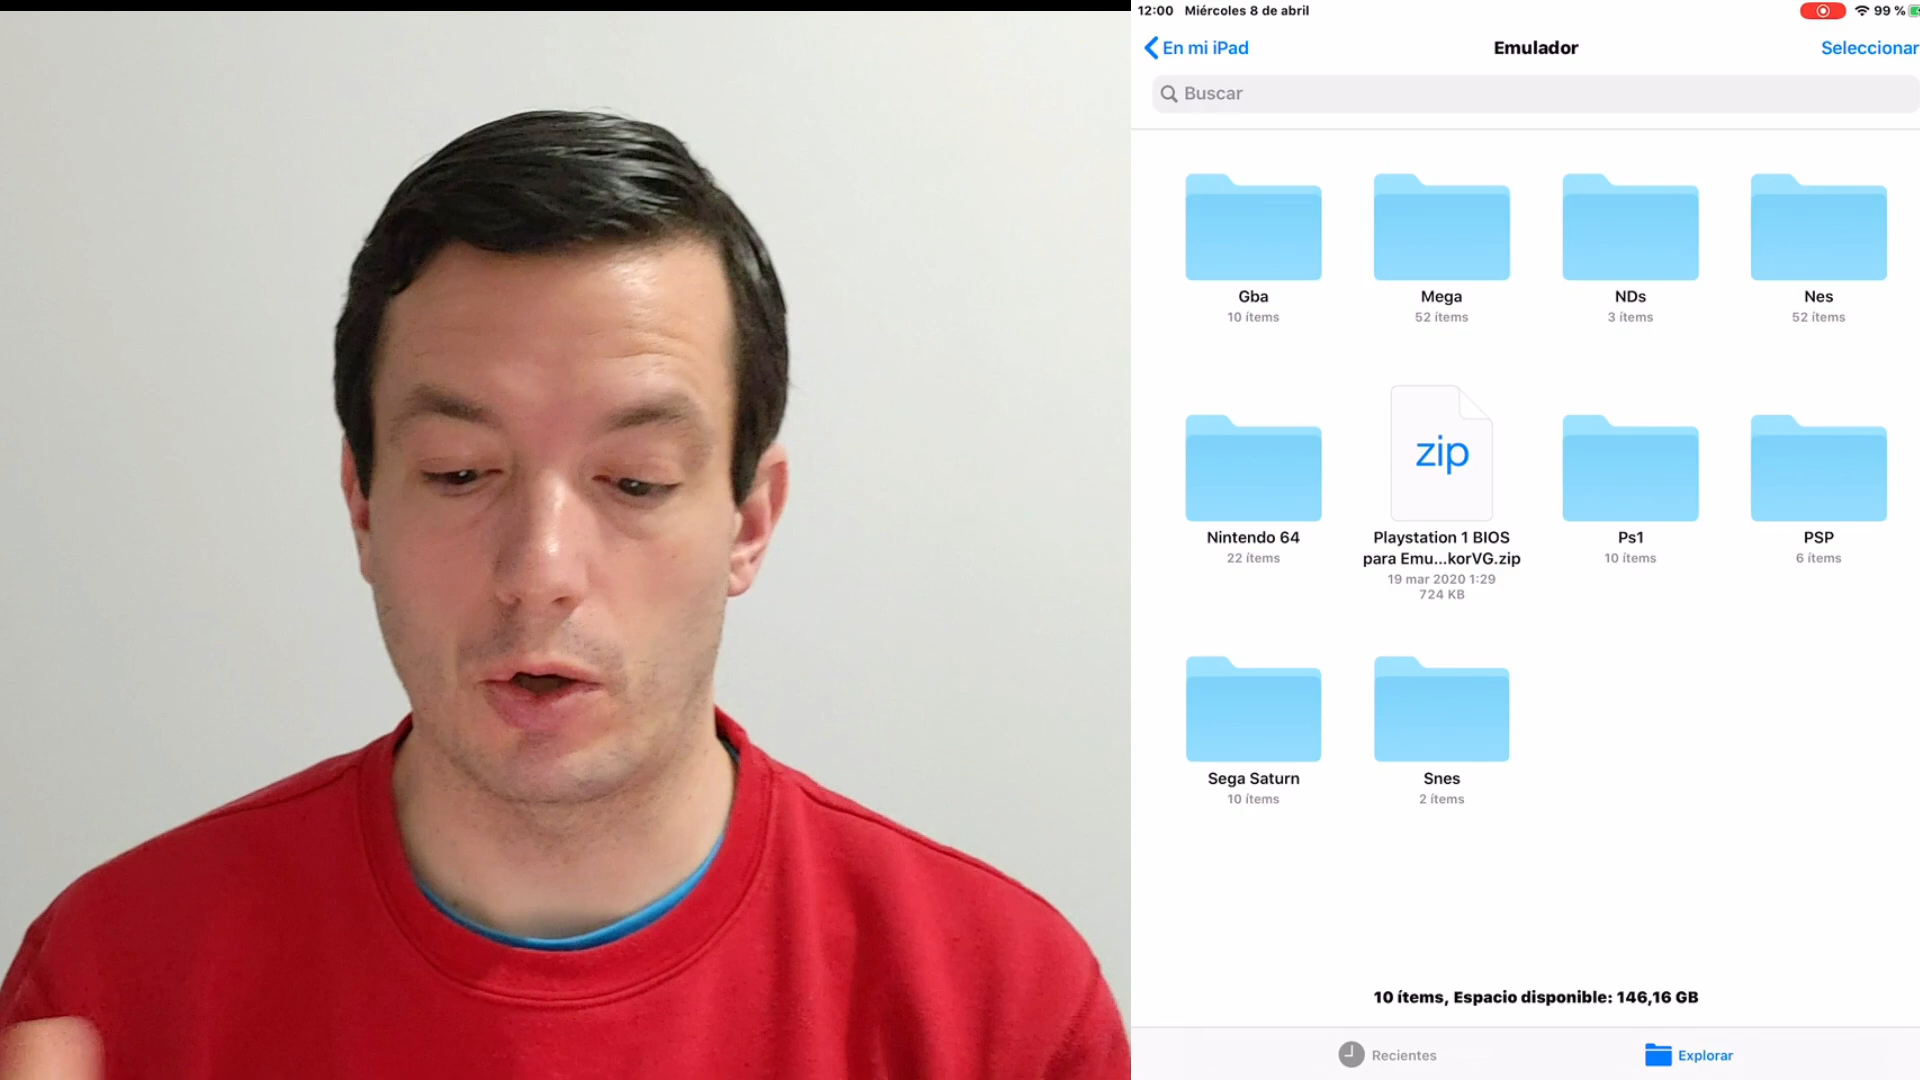 12:00 Miércoles 8 de abril
99 %
En mi iPad
Emulador
Seleccionar
Buscar
Gba
10 ítems
Mega
52 ítems
NDs
3 ítems
Nes
52 ítems
Nintendo 64
22 ítems
zip
Playstation 1 BIOS
para Emu...korVG.zip
19 mar 2020 1:29
724 KB
Ps1
10 ítems
PSP
6 ítems
Sega Saturn
10 ítems
Snes
2 ítems
10 ítems, Espacio disponible: 146,16 GB
Recientes
Explorar